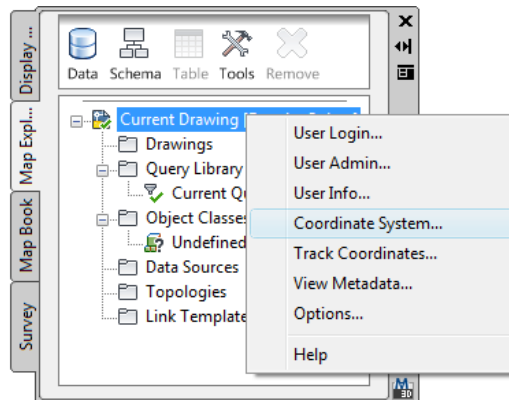 Display ...
Map Expl...
Map Book
Survey
Data Schema Table Tools Remove
Current Drawing
Drawings
Query Library
Current
Object Classes
Undefined
Data Sources
Topologies
Link Template
User Login...
User Admin...
User Info...
Coordinate System...
Track Coordinates...
View Metadata...
Options...
Help
3D